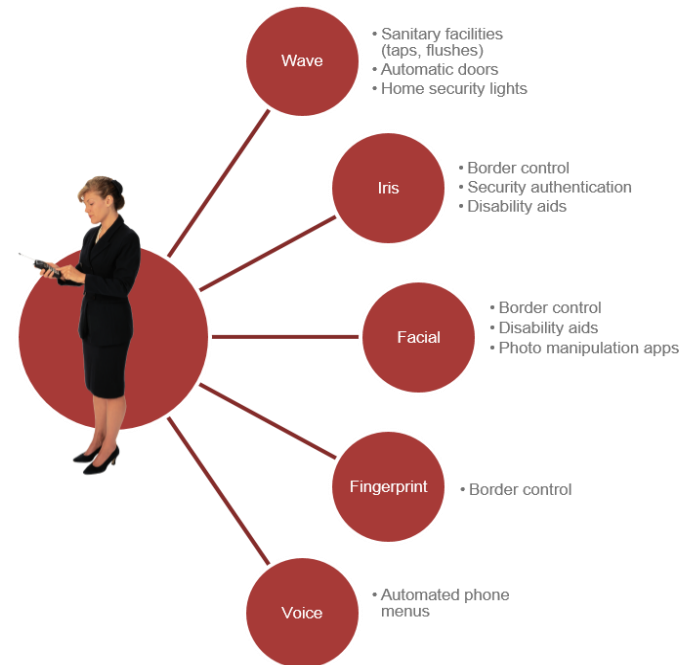 Wave
• Sanitary facilities
(taps, flushes)
• Automatic doors
• Home security lights
Iris
• Border control
• Security authentication
• Disability aids
Facial
• Border control
• Disability aids
• Photo manipulation apps
Fingerprint
• Border control
Voice
• Automated phone
menus